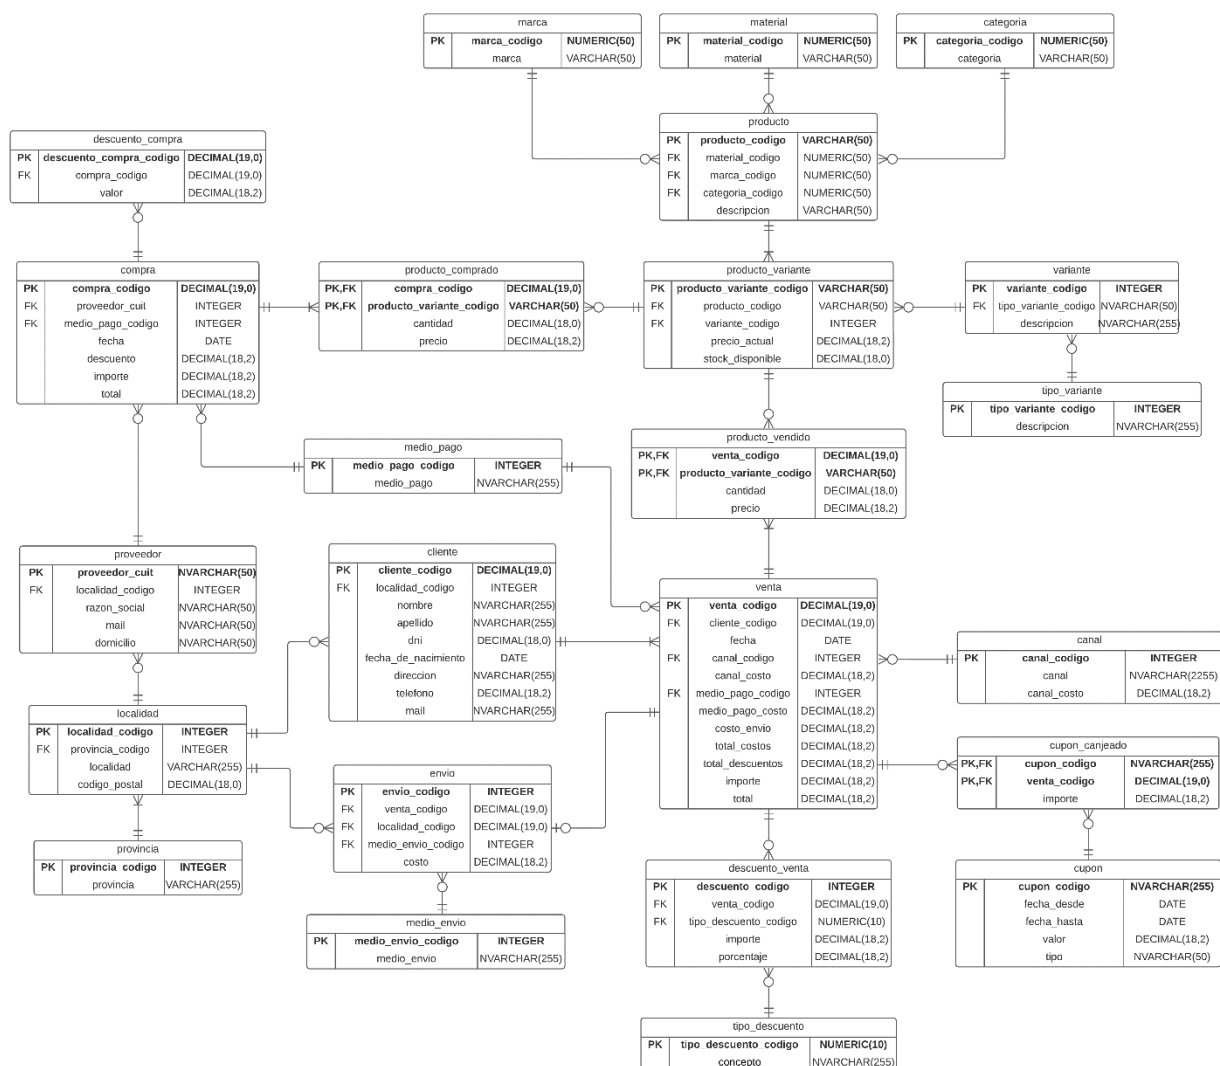 marca
PK marca_codigo NUMERIC(50)
marca VARCHAR(50)
material
PK material_codigo NUMERIC(50)
material VARCHAR(50)
categoria
PK categoria_codigo NUMERIC(50)
categoria VARCHAR(50)
producto
PK producto_codigo VARCHAR(50)
FK material_codigo NUMERIC(50)
FK marca_codigo NUMERIC(50)
FK categoria_codigo NUMERIC(50)
descripcion VARCHAR(50)
descuento_compra
PK descuento_compra_codigo DECIMAL(19,0)
FK compra_codigo DECIMAL(19,0)
valor DECIMAL(18,2)
compra
PK compra_codigo DECIMAL(19,0)
FK proveedor_cuit INTEGER
FK medio_pago_codigo INTEGER
fecha DATE
descuento DECIMAL(18,2)
importe DECIMAL(18,2)
total DECIMAL(18,2)
producto_comprado
PK,FK compra_codigo DECIMAL(19,0)
PK,FK producto_variante_codigo VARCHAR(50)
cantidad DECIMAL(18,0)
precio DECIMAL(18,2)
producto_variante
PK producto_variante_codigo VARCHAR(50)
FK producto_codigo VARCHAR(50)
FK variante_codigo INTEGER
precio_actual DECIMAL(18,2)
stock_disponible DECIMAL(18,0)
variante
PK variante_codigo INTEGER
FK tipo_variante_codigo NVARCHAR(50)
descripcion NVARCHAR(255)
tipo_variante
PK tipo_variante_codigo INTEGER
descripcion NVARCHAR(255)
medio_pago
PK medio_pago_codigo INTEGER
medio_pago NVARCHAR(255)
producto_vendido
PK,FK venta_codigo DECIMAL(19,0)
PK,FK producto_variante_codigo VARCHAR(50)
cantidad DECIMAL(18,0)
precio DECIMAL(18,2)
proveedor
PK proveedor_cuit NVARCHAR(50)
FK localidad_codigo INTEGER
razon_social NVARCHAR(50)
mail NVARCHAR(50)
domicilio NVARCHAR(50)
cliente
PK cliente_codigo DECIMAL(19,0)
FK localidad_codigo INTEGER
nombre NVARCHAR(255)
apellido NVARCHAR(255)
dni DECIMAL(18,0)
fecha_de_nacimiento DATE
direccion NVARCHAR(255)
telefono DECIMAL(18,2)
mail NVARCHAR(255)
venta
PK venta_codigo DECIMAL(19,0)
FK cliente_codigo DECIMAL(19,0)
fecha DATE
FK canal_codigo INTEGER
canal_costo DECIMAL(18,2)
FK medio_pago_codigo INTEGER
medio_pago_costo DECIMAL(18,2)
costo_envio DECIMAL(18,2)
total_costos DECIMAL(18,2)
total_descuentos DECIMAL(18,2)
importe DECIMAL(18,2)
total DECIMAL(18,2)
canal
PK canal_codigo INTEGER
canal NVARCHAR(2255)
canal_costo DECIMAL(18,2)
localidad
PK localidad_codigo INTEGER
FK provincia_codigo INTEGER
localidad VARCHAR(255)
codigo_postal DECIMAL(18,0)
cupon_canjeado
PK,FK cupon_codigo NVARCHAR(255)
PK,FK venta_codigo DECIMAL(19,0)
importe DECIMAL(18,2)
envio
PK envio_codigo INTEGER
FK venta_codigo DECIMAL(19,0)
FK localidad_codigo DECIMAL(19,0)
FK medio_envio_codigo INTEGER
costo DECIMAL(18,2)
provincia
PK provincia_codigo INTEGER
provincia VARCHAR(255)
descuento_venta
PK descuento_codigo INTEGER
FK venta_codigo DECIMAL(19,0)
FK tipo_descuento_codigo NUMERIC(10)
importe DECIMAL(18,2)
porcentaje DECIMAL(18,2)
cupon
PK cupon_codigo NVARCHAR(255)
fecha_desde DATE
fecha_hasta DATE
valor DECIMAL(18,2)
tipo NVARCHAR(50)
medio_envio
PK medio_envio_codigo INTEGER
medio_envio NVARCHAR(255)
tipo_descuento
PK tipo_descuento_codigo NUMERIC(10)
concepto NVARCHAR(255)